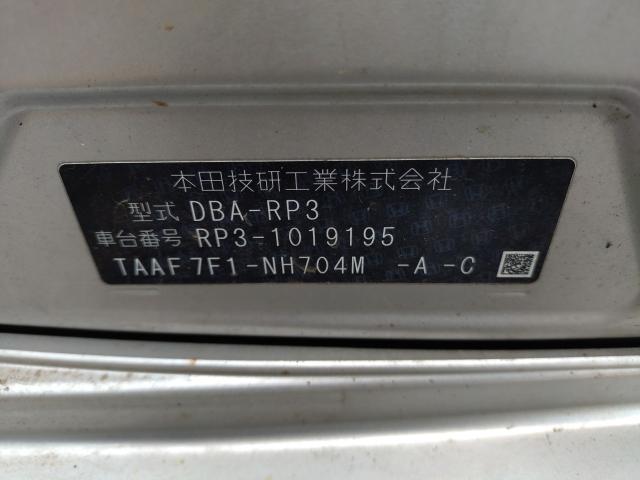 本田技研工業株式会社
型式 DBA-RP3
車台番号 RP3-1019195
TAAF7F1-NH704M -A -C